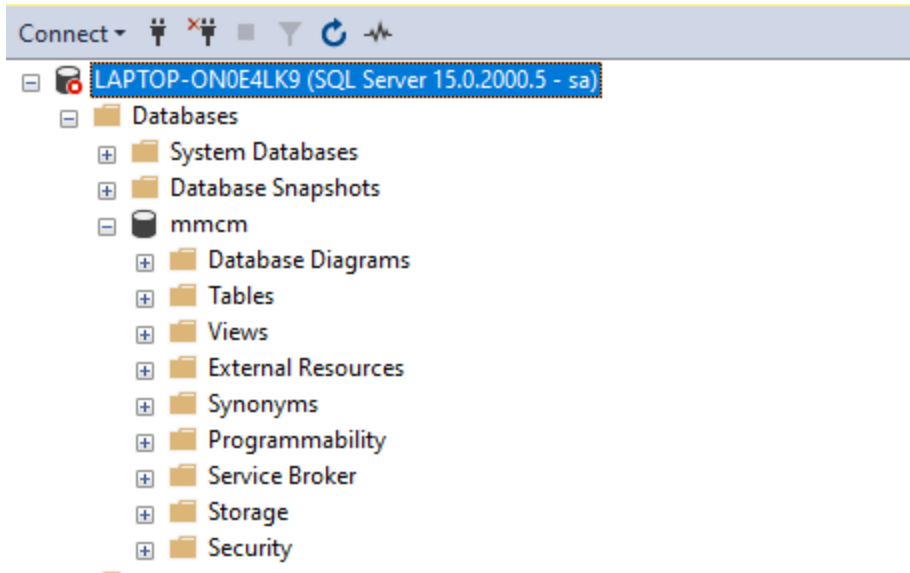 Connect
LAPTOP-ON0E4LK9 (SQL Server 15.0.2000.5 - sa)
Databases
System Databases
Database Snapshots
mmcm
Database Diagrams
Tables
Views
External Resources
Synonyms
Programmability
Service Broker
Storage
Security